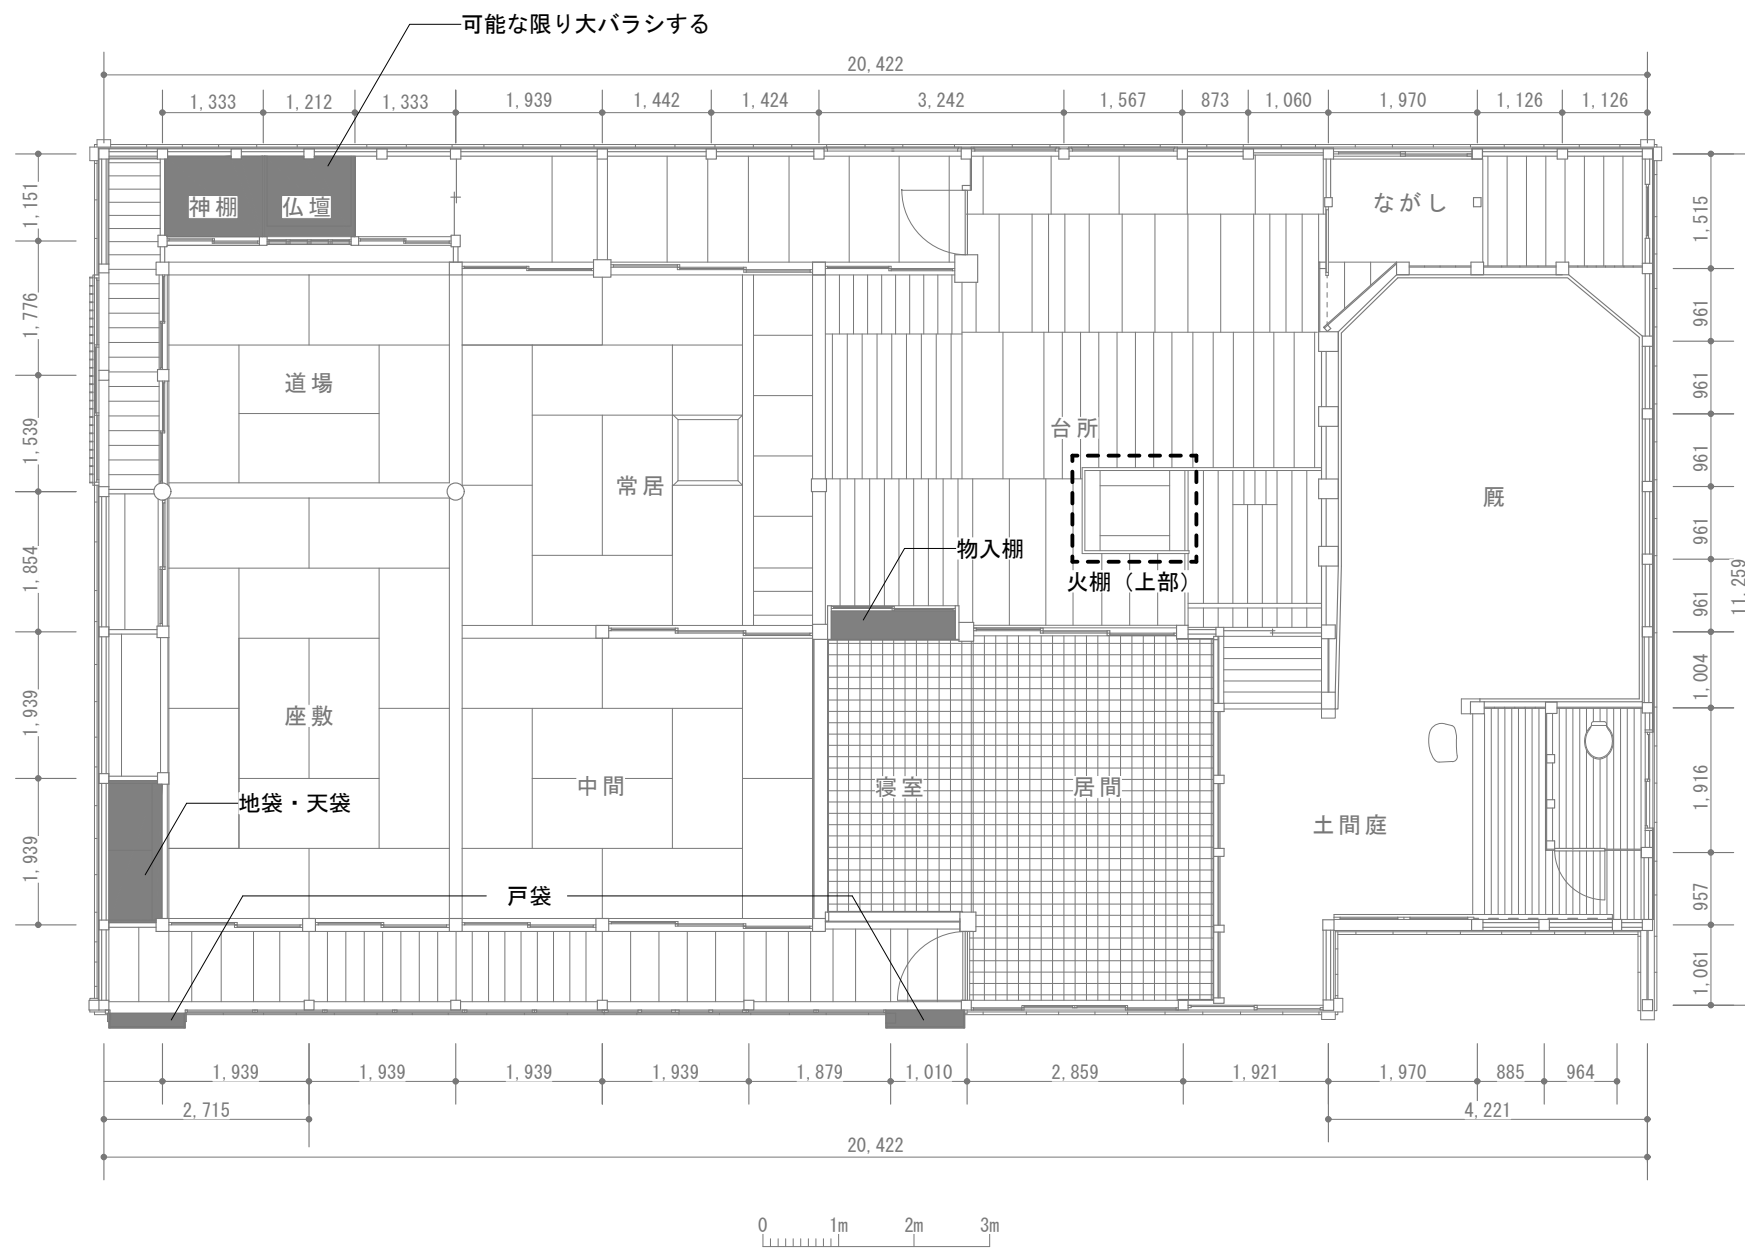 可能な限り大バラシする
20,422
1,333 1,212 1,333 1,939 1,442 1,424 3,242 1,567 873 1,060 1,970 1,126 1,126
神棚 仏壇
ながし
1,151
1,776
1,539
1,854
1,939
1,939
1,515
961
961
961
961
961
1,004
1,916
957
1,061
11,259
道場
台所
常居
厩
物入棚
火棚（上部）
座敷
中間
寝室
居間
地袋・天袋
土間庭
戸袋
1,939 1,939 1,939 1,939 1,879 1,010 2,859 1,921 1,970 885 964
2,715
4,221
20,422
0 1m 2m 3m